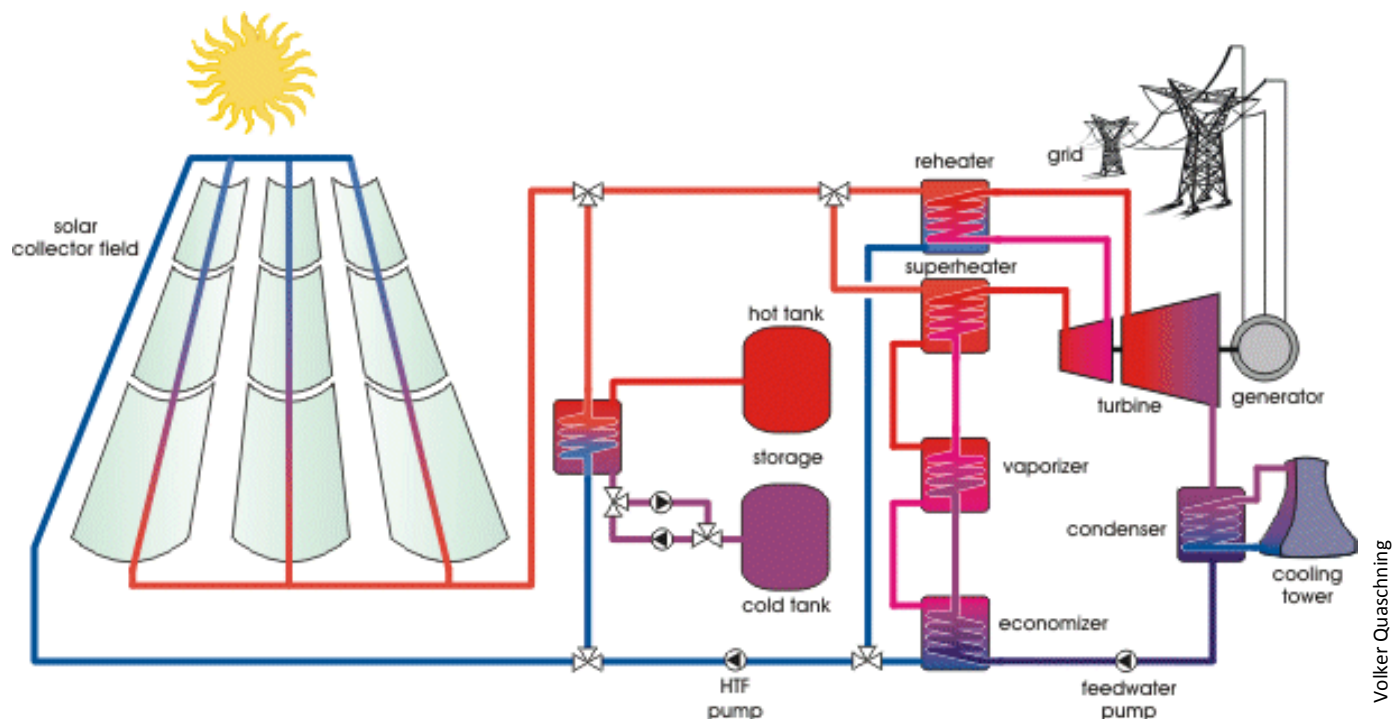 solar
collector field
grid
reheater
superheater
hot tank
storage
cold tank
vaporizer
economizer
turbine
generator
condenser
cooling
tower
HTF
pump
feedwater
pump
Volker Quaschning